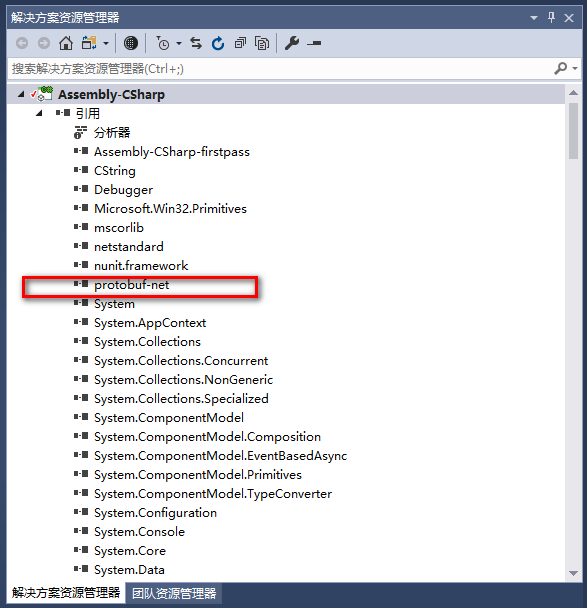 解决方案资源管理器
搜索解决方案资源管理器(Ctrl+;)
Assembly-CSharp
引用
分析器
Assembly-CSharp-firstpass
CString
Debugger
Microsoft.Win32.Primitives
mscorlib
netstandard
nunit.framework
protobuf-net
System
System.AppContext
System.Collections
System.Collections.Concurrent
System.Collections.NonGeneric
System.Collections.Specialized
System.ComponentModel
System.ComponentModel.Composition
System.ComponentModel.EventBasedAsync
System.ComponentModel.Primitives
System.ComponentModel.TypeConverter
System.Configuration
System.Console
System.Core
System.Data
解决方案资源管理器 团队资源管理器